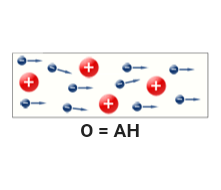 O = AH